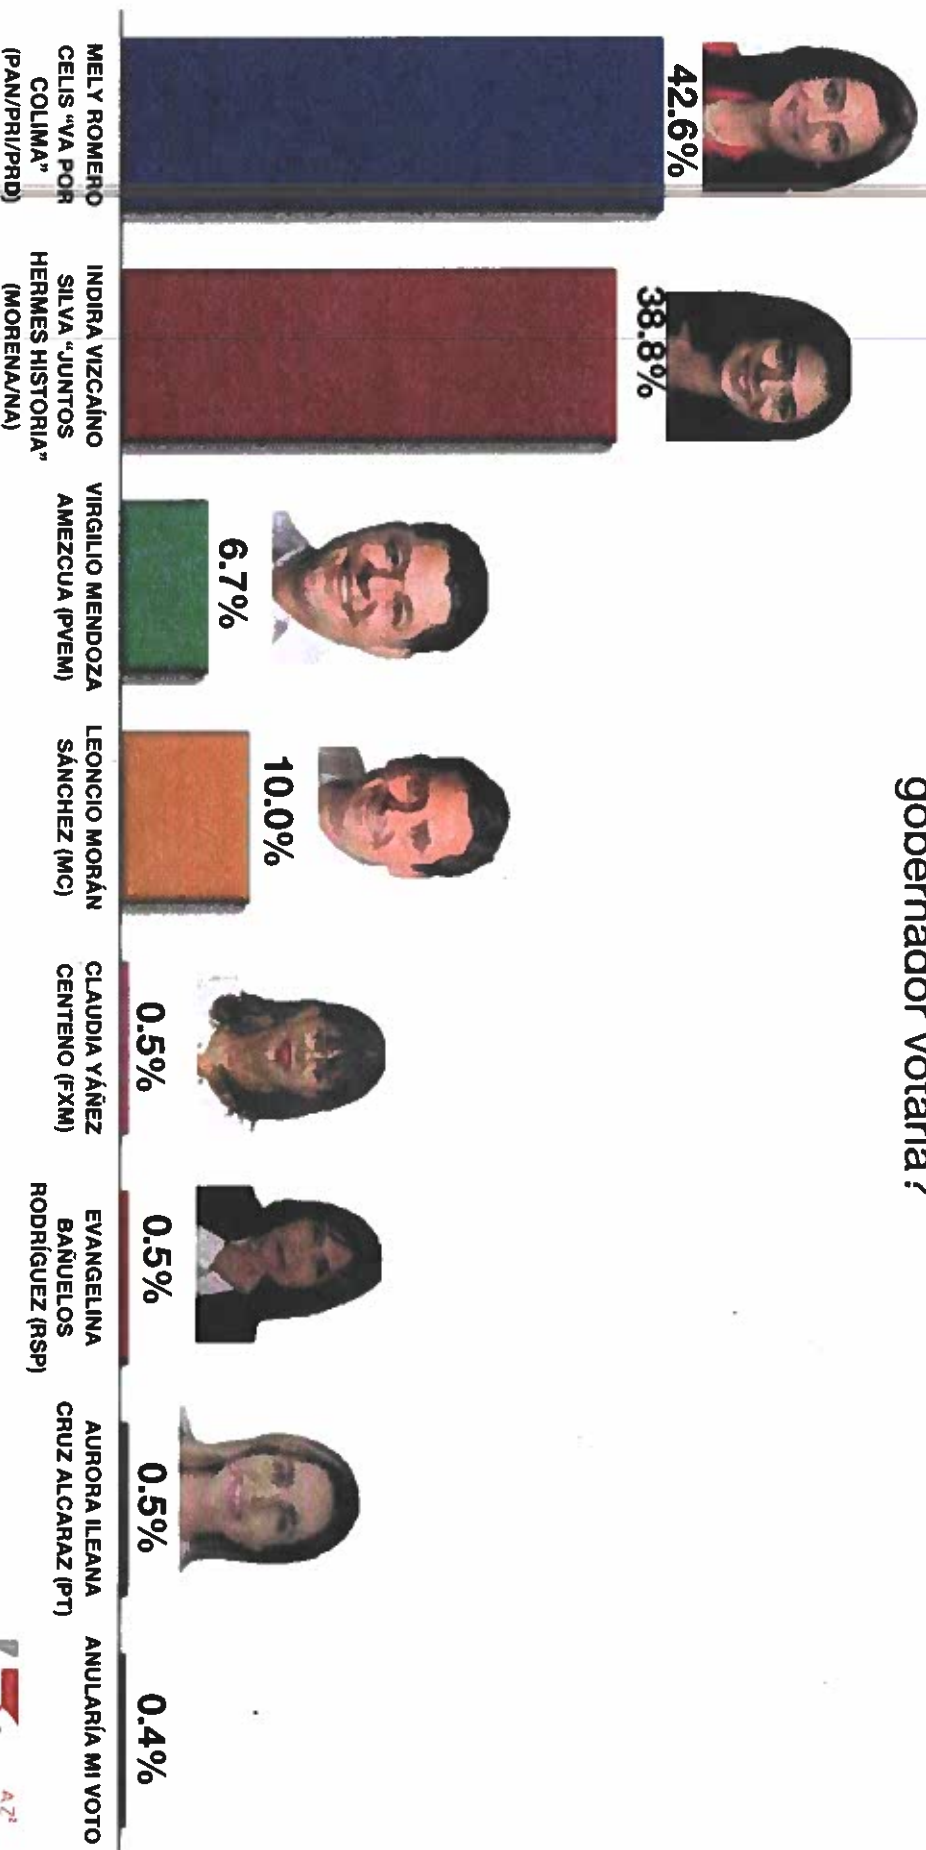 gobernador votaría?
42.6%
38.8%
6.7%
10.0%
0.5%
0.5%
0.5%
0.4%
MELY ROMERO
CELIS "VA POR
COLIMA"
(PAN/PRI/PRD)
INDIRA VIZCAÍNO
SILVA "JUNTOS
HERMES HISTORIA"
(MORENA/NA)
VIRGILIO MENDOZA
AMEZCUA (PVEM)
LEONCIO MORÁN
SÁNCHEZ (MC)
CLAUDIA YÁÑEZ
CENTENO (FXM)
EVANGELINA
BAÑUELOS
RODRÍGUEZ (RSP)
AURORA ILEANA
CRUZ ALCARAZ (PT)
ANULARÍA MI VOTO